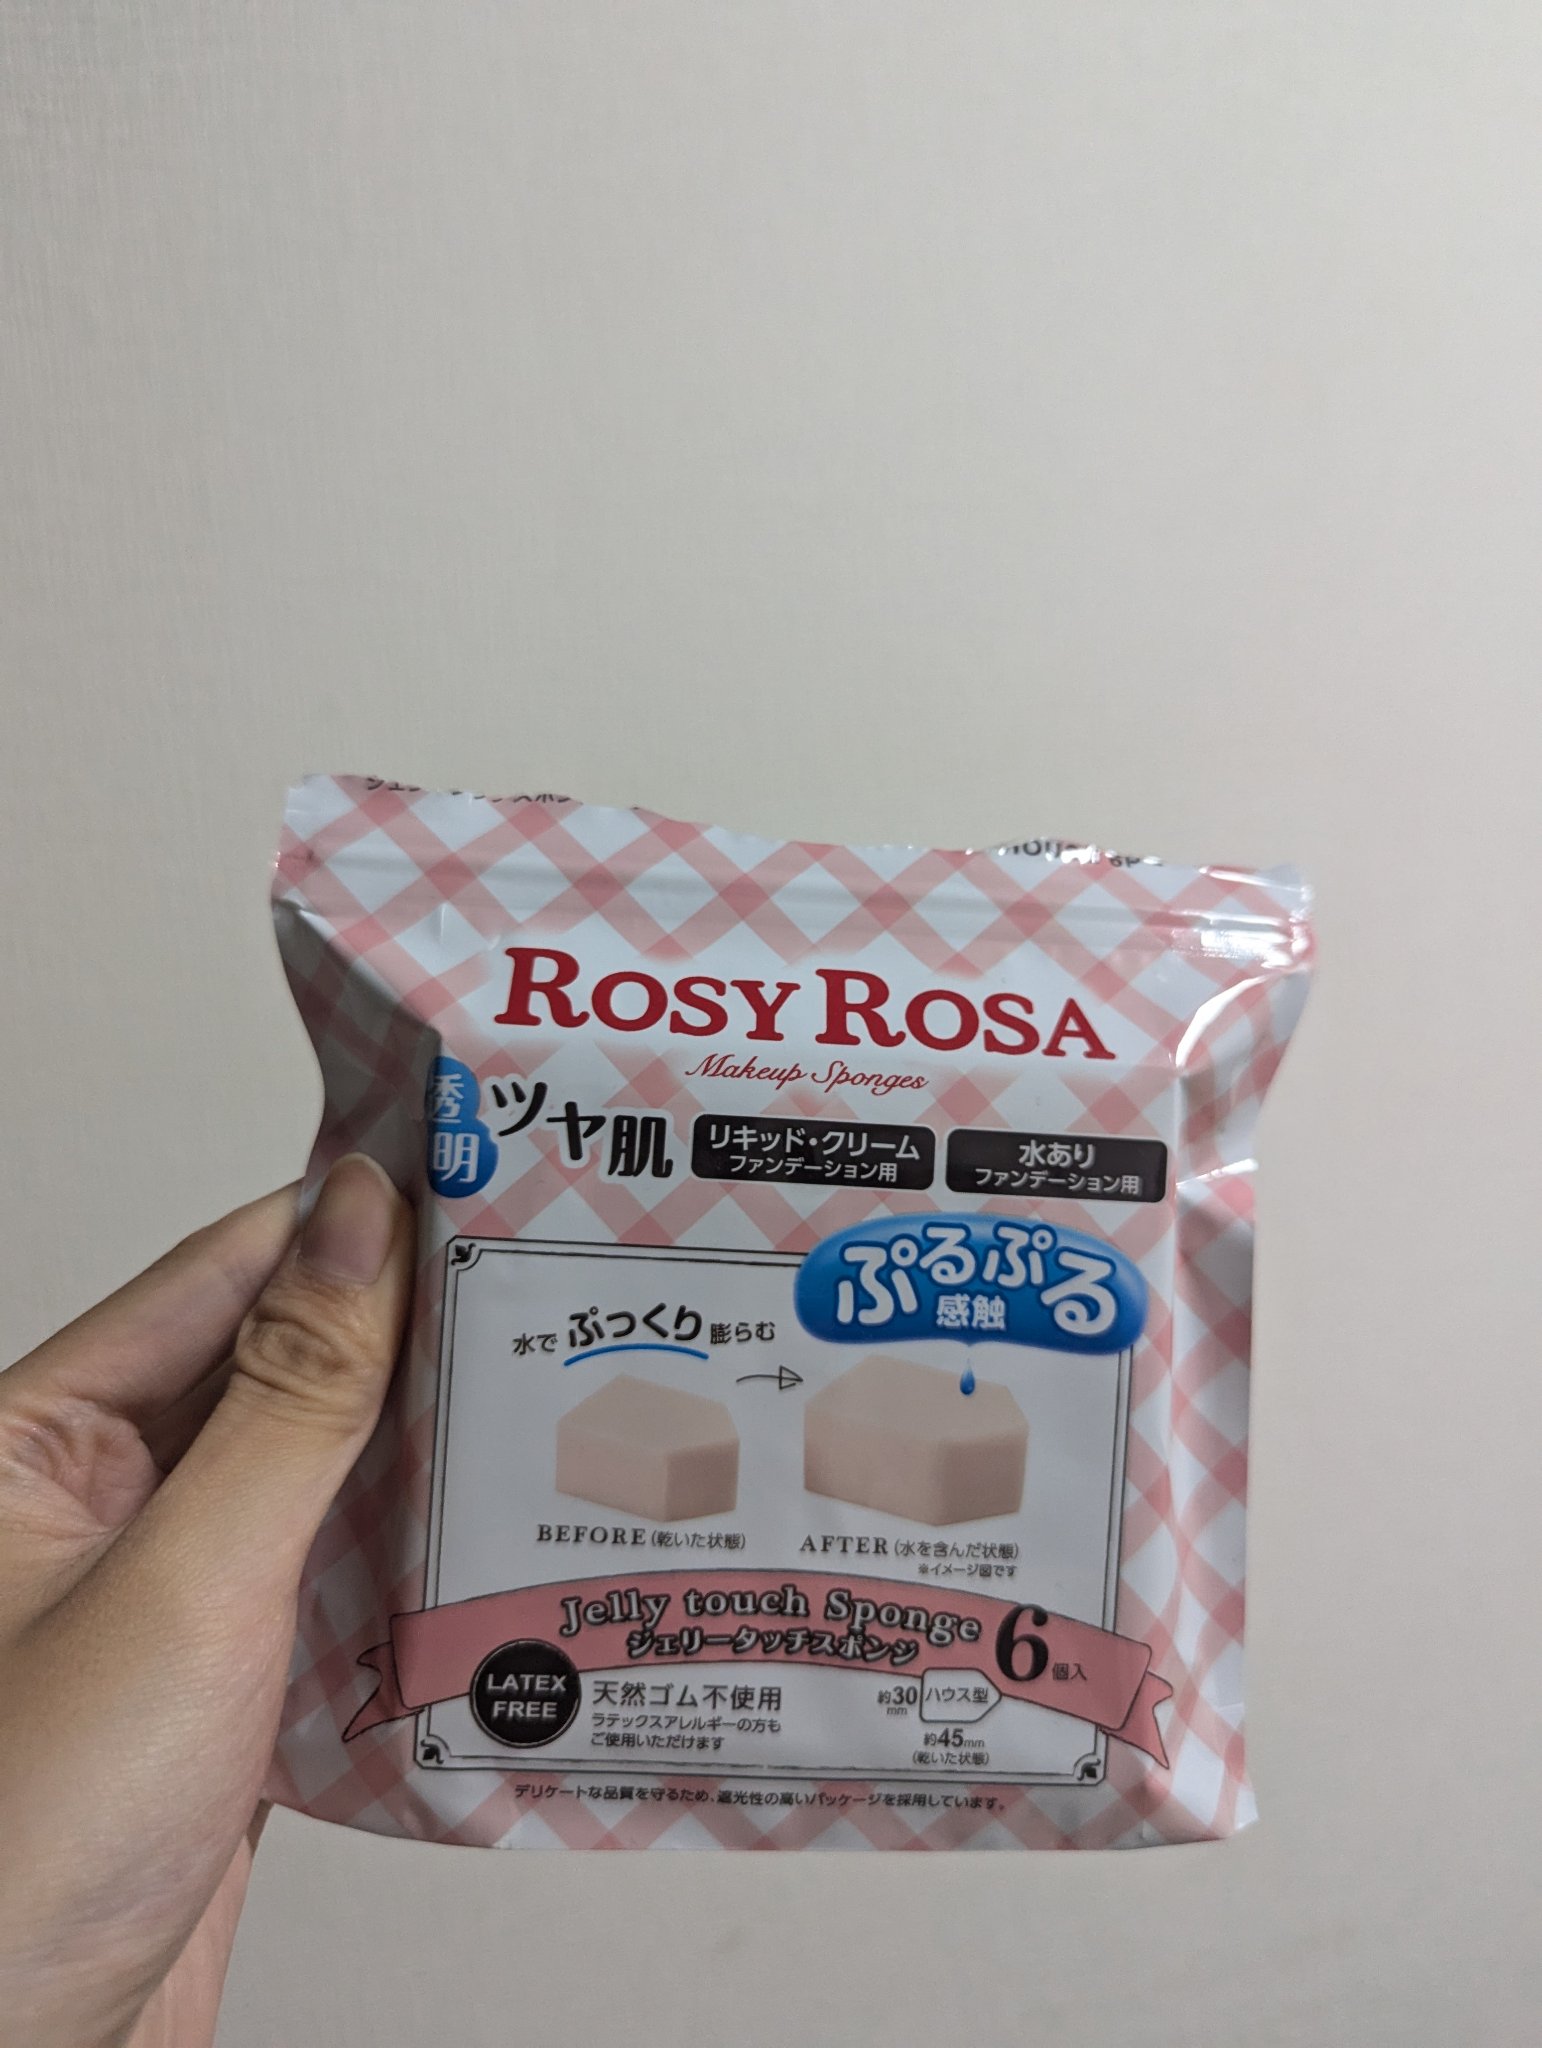 ROSY ROSA
Makeup Sponges
透明
ツヤ肌
リキッド・クリーム
ファンデーション用
水あり
ファンデーション用
ぷるぷる
感触
水でぷっくり膨らむ
BEFORE(乾いた状態)
AFTER(水を含んだ状態)
※イメージ図です
Jelly touch Sponge
ジェリータッチスポンジ
6個入
LATEX
FREE
天然ゴム不使用
ラテックスアレルギーの方も
ご使用いただけます
約30
mm
ハウス型
約45mm
(乾いた状態)
デリケートな品質を守るため、遮光性の高いパッケージを採用しています。